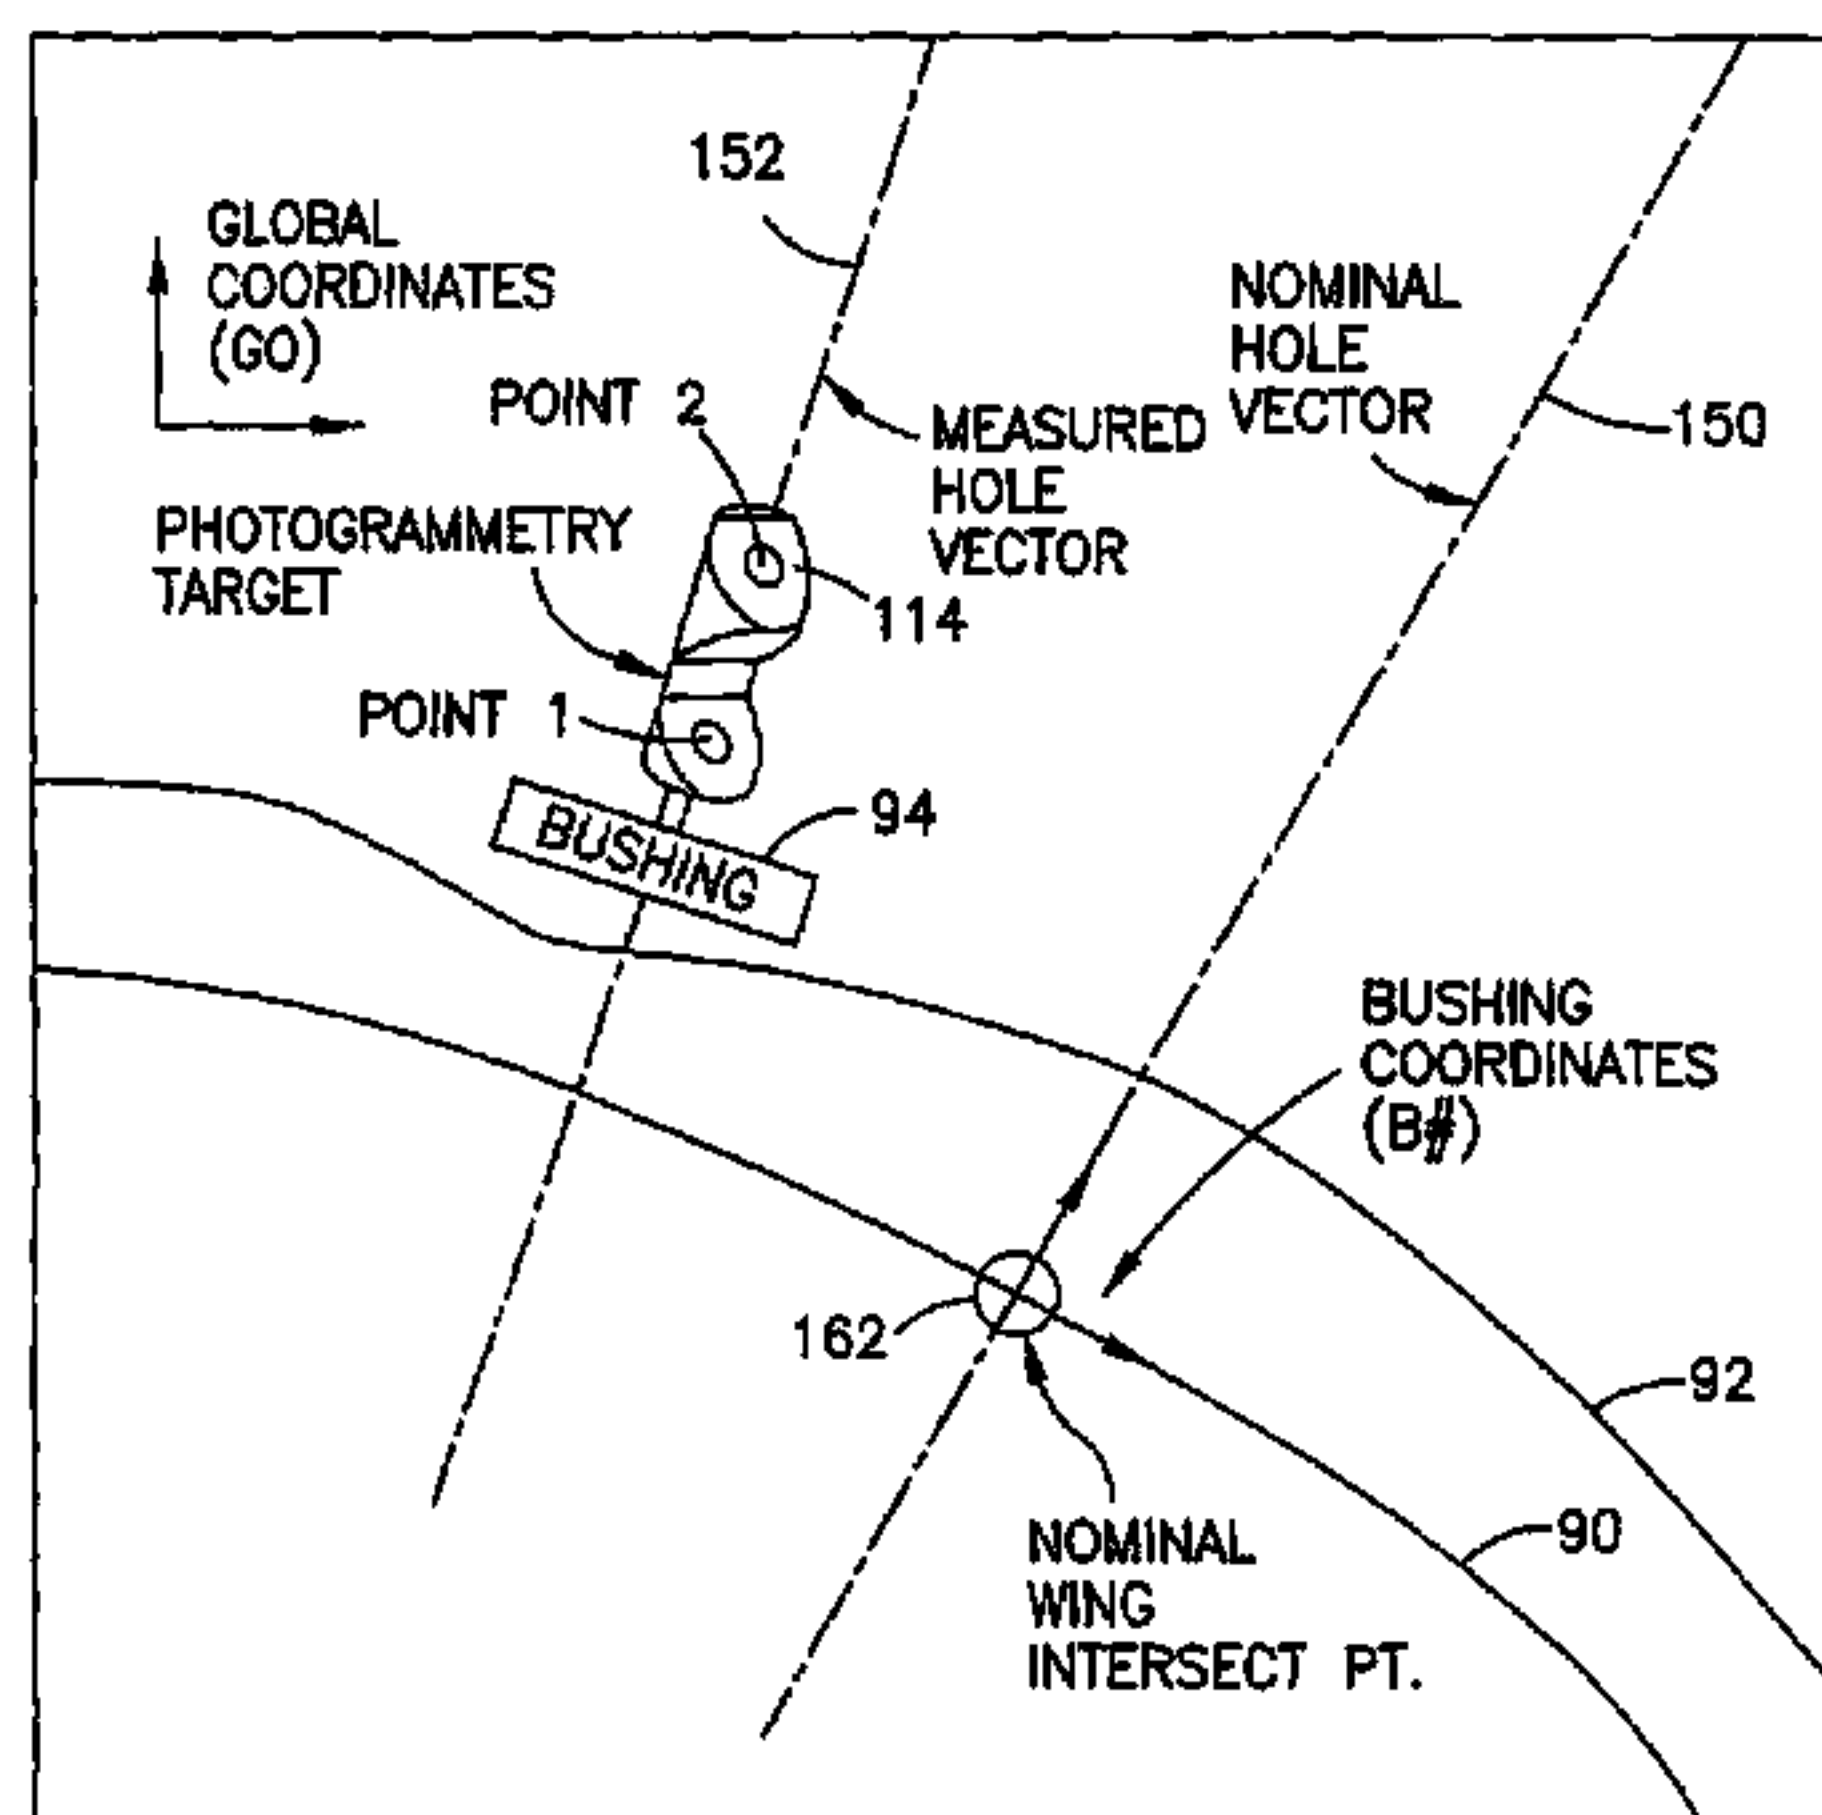 152
GLOBAL
COORDINATES
(GO)
NOMINAL
HOLE
VECTOR
150
POINT 2
MEASURED
HOLE
VECTOR
PHOTOGRAMMETRY
TARGET
114
POINT 1
94
BUSHING
BUSHING
COORDINATES
(B#)
162
92
90
NOMINAL
WING
INTERSECT PT.